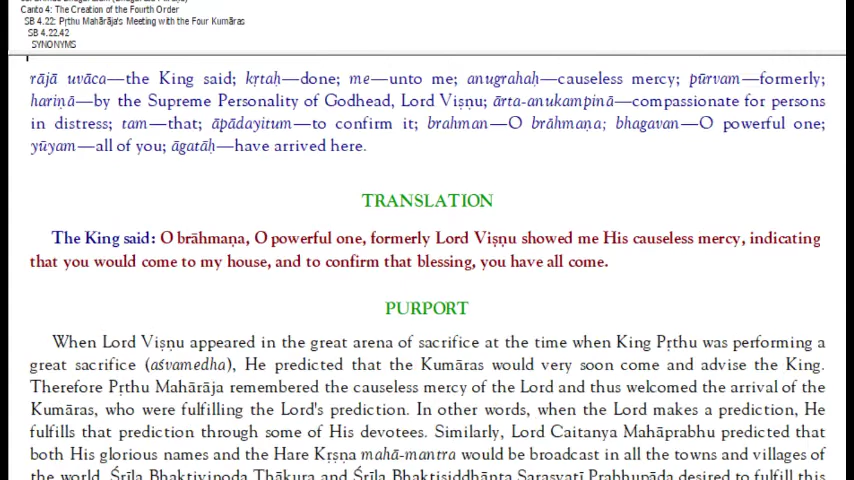 Canto 4: The Creation of the Fourth Order
SB 4.22: Pṛthu Mahārāja's Meeting with the Four Kumāras
SB 4.22.42
SYNONYMS
rājā uvāca—the King said; kṛtaḥ—done; me—unto me; anugrahaḥ—causeless mercy; pūrvam—formerly;
hariṇā—by the Supreme Personality of Godhead, Lord Viṣṇu; ārta-anukampinā—compassionate for persons
in distress; tam—that; āpādayitum—to confirm it; brahman—O brāhmaṇa; bhagavan—O powerful one;
yūyam—all of you; āgatāḥ—have arrived here.
TRANSLATION
The King said: O brāhmaṇa, O powerful one, formerly Lord Viṣṇu showed me His causeless mercy, indicating
that you would come to my house, and to confirm that blessing, you have all come.
PURPORT
When Lord Viṣṇu appeared in the great arena of sacrifice at the time when King Pṛthu was performing a
great sacrifice (aśvamedha), He predicted that the Kumāras would very soon come and advise the King.
Therefore Pṛthu Mahārāja remembered the causeless mercy of the Lord and thus welcomed the arrival of the
Kumāras, who were fulfilling the Lord's prediction. In other words, when the Lord makes a prediction, He
fulfills that prediction through some of His devotees. Similarly, Lord Caitanya Mahāprabhu predicted that
both His glorious names and the Hare Kṛṣṇa mahā-mantra would be broadcast in all the towns and villages of
the world. Śrīla Bhaktivinoda Ṭhākura and Śrīla Bhaktisiddhānta Sarasvatī Prabhupāda desired to fulfill this